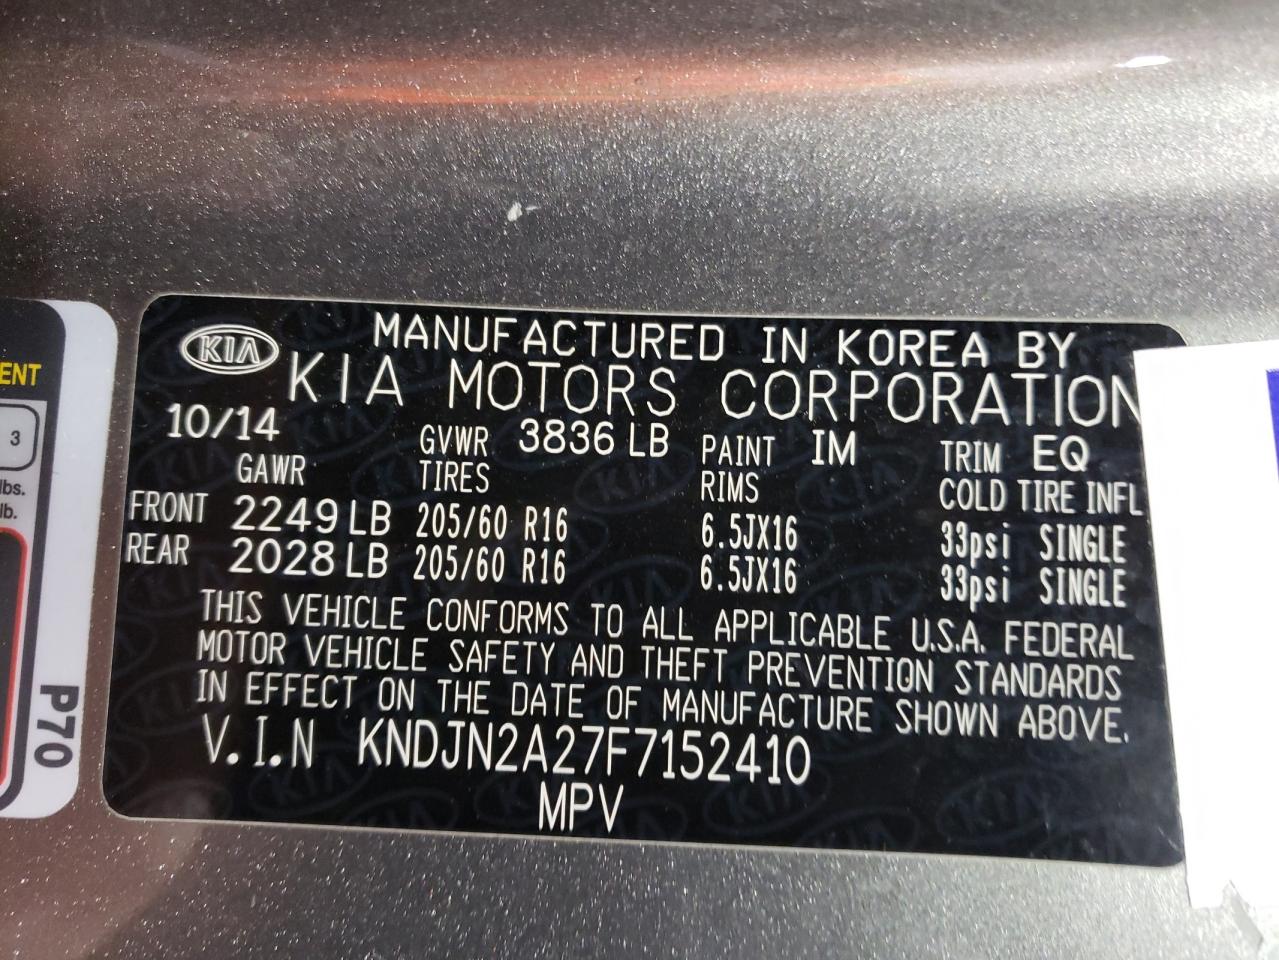 MANUFACTURED IN KOREA BY
KIA
KIA MOTORS CORPORATION
10/14 GVWR 3836 LB PAINT IM TRIM EQ
GAWR TIRES RIMS COLD TIRE INFL
FRONT 2249 LB 205/60 R16 6.5JX16 33psi SINGLE
REAR 2028 LB 205/60 R16 6.5JX16 33psi SINGLE
THIS VEHICLE CONFORMS TO ALL APPLICABLE U.S.A. FEDERAL
MOTOR VEHICLE SAFETY AND THEFT PREVENTION STANDARDS
IN EFFECT ON THE DATE OF MANUFACTURE SHOWN ABOVE.
V.I.N KNDJN2A27F7152410
MPV
ENT
3
lbs.
lb.
P70